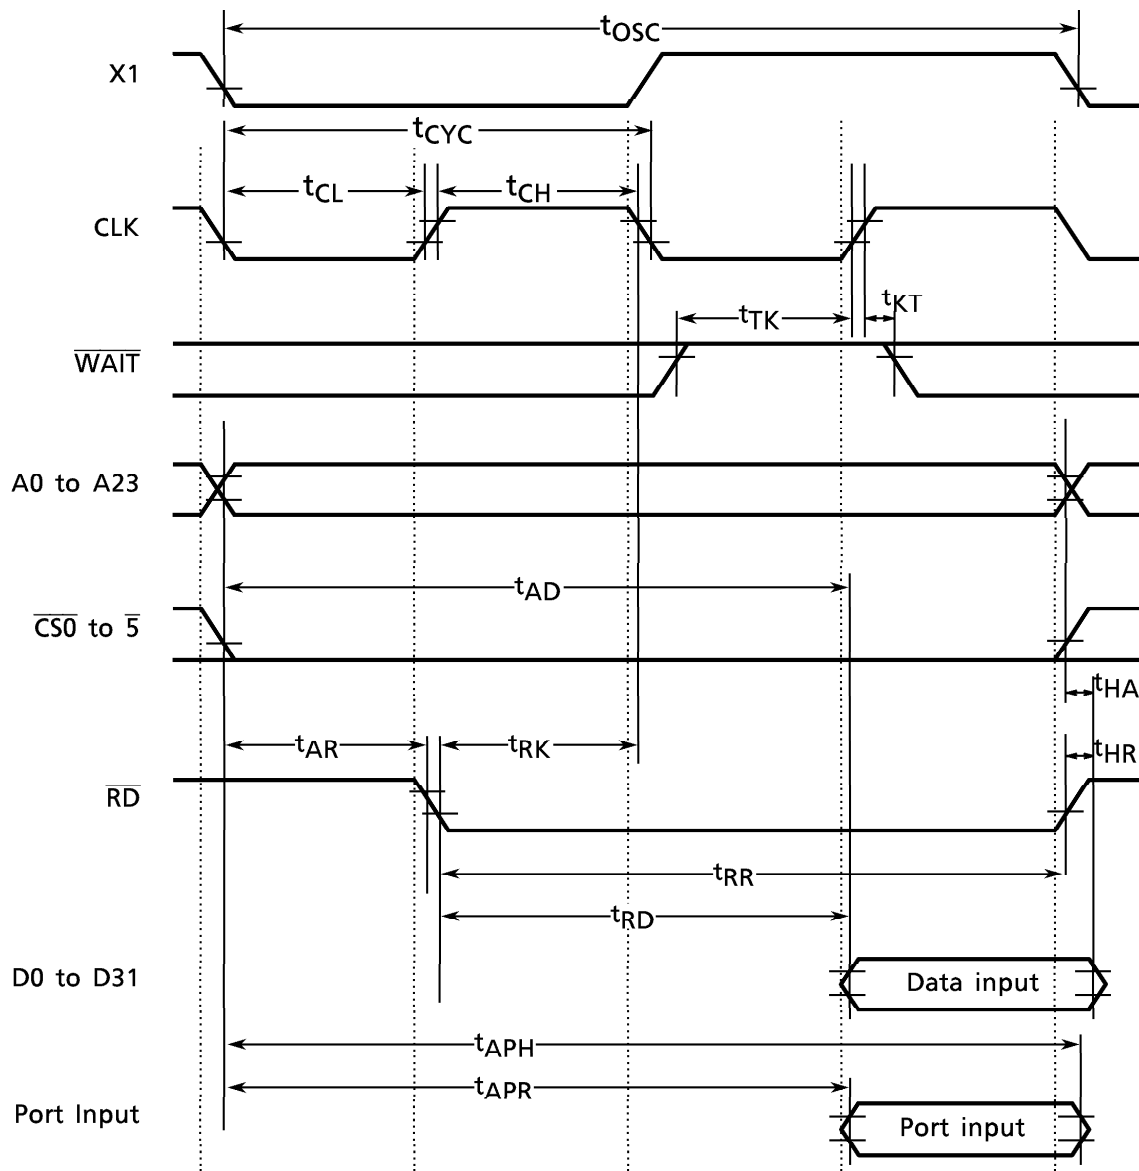 tOSC
X1
tCYC
tCL tCH
CLK
tKT
tTK
WAIT
A0 to A23
tAD
CS0 to 5
tHA
tAR tRK tHR
RD
tRR
tRD
D0 to D31 Data input
tAPH
tAPR
Port Input Port input